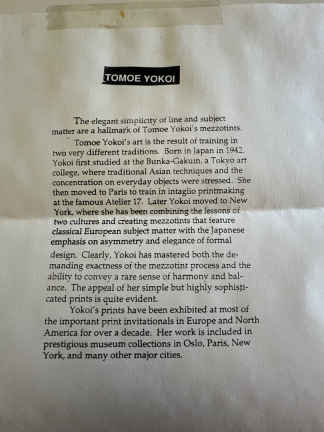 TOMOE YOKOI
The elegant simplicity of line and subject
matter are a hallmark of Tomoe Yokoi's mezzotints.
Tomoe Yokoi's art is the result of training in
two very different traditions. Born in Japan in 1942,
Yokoi first studied at the Bunka-Gakuin, a Tokyo art
college, where traditional Asian techniques and the
concentration on everyday objects were stressed. She
then moved to Paris to train in intaglio printmaking
at the famous Atelier 17. Later Yokoi moved to New
York, where she has been combining the lessons of
two cultures and creating mezzotints that feature
classical European subject matter with the Japanese
emphasis on asymmetry and elegance of formal
design. Clearly, Yokoi has mastered both the de-
manding exactness of the mezzotint process and the
ability to convey a rare sense of harmony and bal-
ance. The appeal of her simple but highly sophisti-
cated prints is quite evident.
Yokoi's prints have been exhibited at most of
the important print invitationals in Europe and North
America for over a decade. Her work is included in
prestigious museum collections in Oslo, Paris, New
York, and many other major cities.